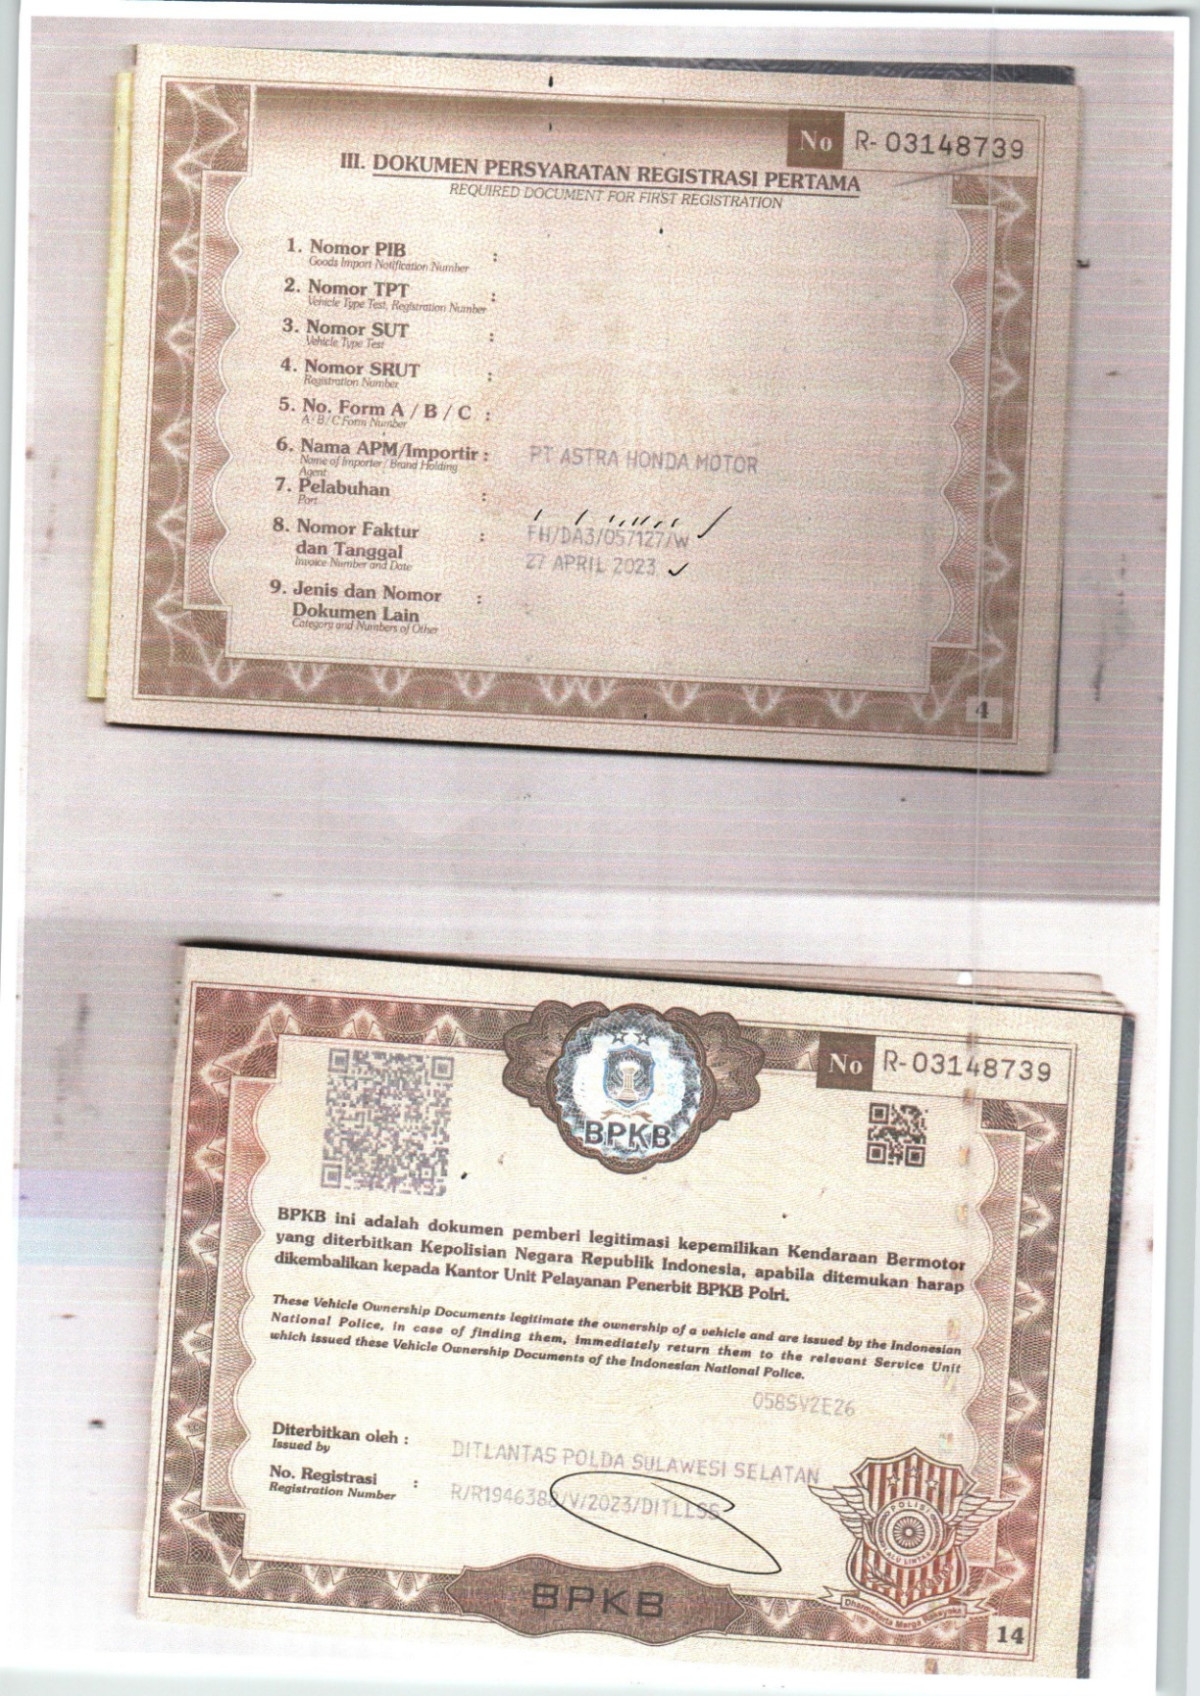 No R- 03148739
III. DOKUMEN PERSYARATAN REGISTRASI PERTAMA
REQUIRED DOCUMENT FOR FIRST REGISTRATION
1. Nomor PIB :
Goods Import Notification Number
2. Nomor TPT :
Vehicle Type Test, Registration Number
3. Nomor SUT :
Vehicle Type Test
4. Nomor SRUT :
Registration Number
5. No. Form A / B / C :
A / B / C Form Number
6. Nama APM/Importir : PT ASTRA HONDA MOTOR
Name of Importer / Brand Holding
Agent
7. Pelabuhan :
Port
8. Nomor Faktur : FH/DA3/057127/W
dan Tanggal 27 APRIL 2023
Invoice Number and Date
9. Jenis dan Nomor :
Dokumen Lain
Category and Numbers of Other
4
No R- 03148739
BPKB
BPKB ini adalah dokumen pemberi legitimasi kepemilikan Kendaraan Bermotor
yang diterbitkan Kepolisian Negara Republik Indonesia, apabila ditemukan harap
dikembalikan kepada Kantor Unit Pelayanan Penerbit BPKB Polri.
These Vehicle Ownership Documents legitimate the ownership of a vehicle and are issued by the Indonesian
National Police, in case of finding them, immediately return them to the relevant Service Unit
which issued these Vehicle Ownership Documents of the Indonesian National Police.
058SV2E26
Diterbitkan oleh : DITLANTAS POLDA SULAWESI SELATAN
Issued by
No. Registrasi : R/R1946388/V/2023/DITLLSS
Registration Number
POLISI
LALU LINTAS
Dharmakerta Marga Raksyaka
BPKB
14